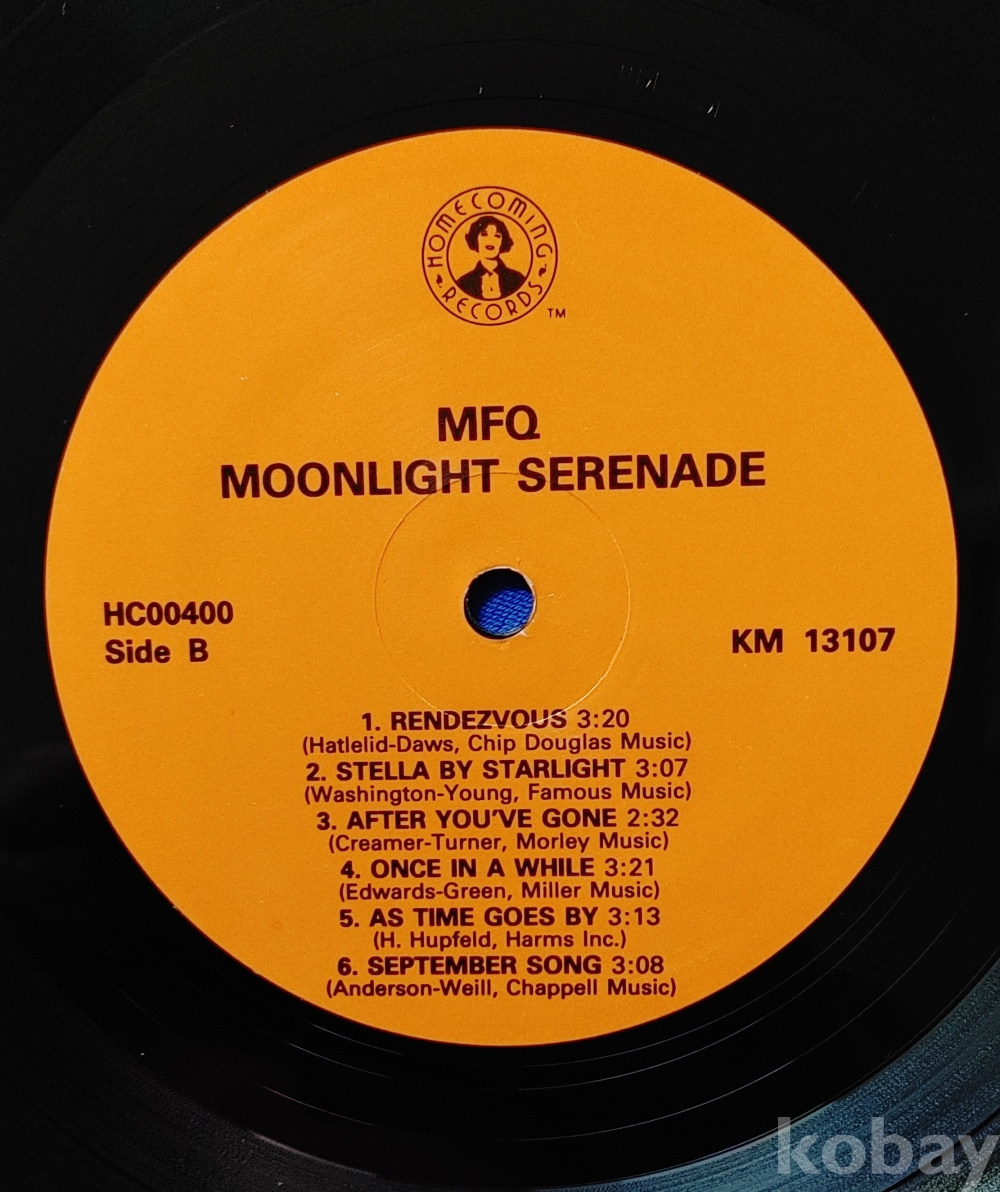 HOMECOMING
RECORDS
TM
MFQ
MOONLIGHT SERENADE
HC00400
Side B
KM 13107
1. RENDEZVOUS 3:20
(Hatlelid-Daws, Chip Douglas Music)
2. STELLA BY STARLIGHT 3:07
(Washington-Young, Famous Music)
3. AFTER YOU'VE GONE 2:32
(Creamer-Turner, Morley Music)
4. ONCE IN A WHILE 3:21
(Edwards-Green, Miller Music)
5. AS TIME GOES BY 3:13
(H. Hupfeld, Harms Inc.)
6. SEPTEMBER SONG 3:08
(Anderson-Weill, Chappell Music)
kobay